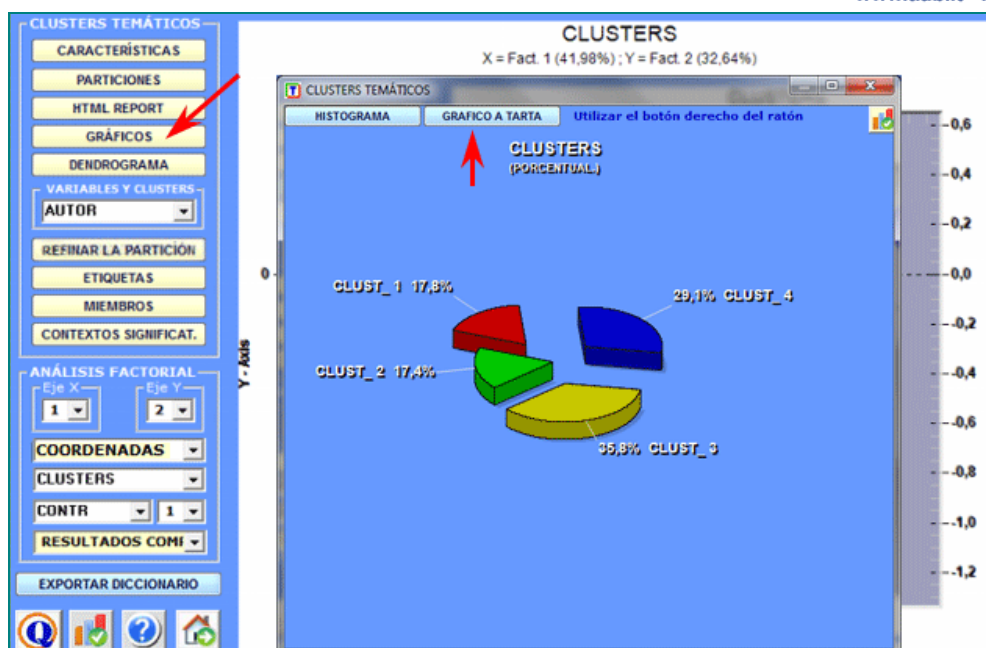 CLUSTERS TEMÁTICOS
CARACTERÍSTICAS
PARTICIONES
HTML REPORT
GRÁFICOS
DENDROGRAMA
VARIABLES Y CLUSTERS
AUTOR
REFINAR LA PARTICIÓN
ETIQUETAS
MIEMBROS
CONTEXTOS SIGNIFICAT.
ANÁLISIS FACTORIAL
Eje X
Eje Y
1
2
COORDENADAS
CLUSTERS
CONTR
1
RESULTADOS COMF
EXPORTAR DICCIONARIO
Q
?
CLUSTERS
X = Fact. 1 (41,98%) ; Y = Fact. 2 (32,64%)
CLUSTERS TEMÁTICOS
HISTOGRAMA
GRAFICO A TARTA
Utilizar el botón derecho del ratón
CLUSTERS
(PORCENTUAL.)
CLUST_ 1 17,8%
29,1% CLUST_ 4
CLUST_ 2 17,4%
35,8% CLUST_ 3
0
Y - Axis
0,6
0,4
0,2
0,0
-0,2
-0,4
-0,6
-0,8
-1,0
-1,2